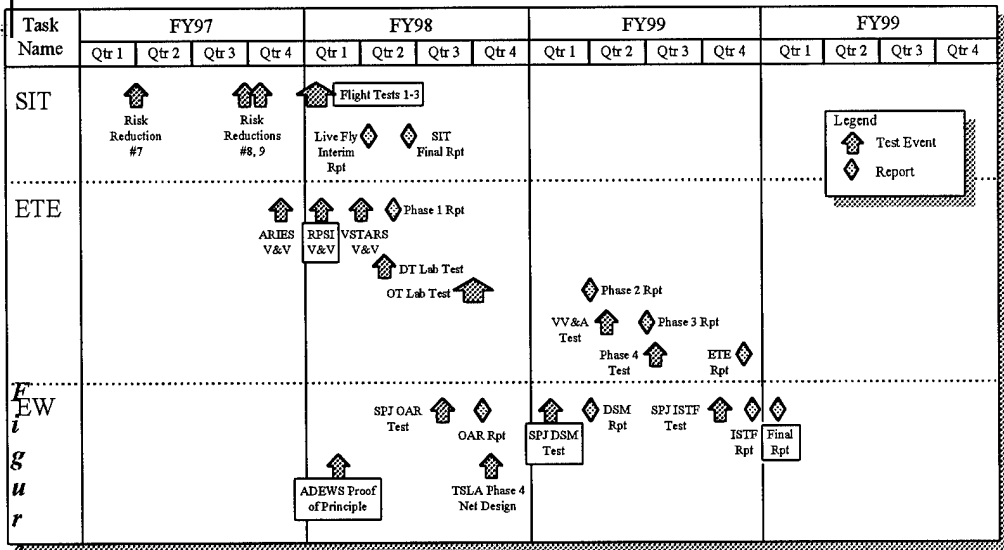 Task Name
FY97
FY98
FY99
FY99
Qtr 1 Qtr 2 Qtr 3 Qtr 4 Qtr 1 Qtr 2 Qtr 3 Qtr 4 Qtr 1 Qtr 2 Qtr 3 Qtr 4 Qtr 1 Qtr 2 Qtr 3 Qtr 4
SIT
Risk
Reduction
#7
Risk
Reductions
#8, 9
Flight Tests 1-3
Live Fly
Interim
Rpt
SIT
Final Rpt
Legend
Test Event
Report
ETE
ARIES
V&V
RPSI
V&V
VSTARS
V&V
Phase 1 Rpt
DT Lab Test
OT Lab Test
Phase 2 Rpt
VV&A
Test
Phase 3 Rpt
Phase 4
Test
ETE
Rpt
EW
SPJ OAR
Test
OAR Rpt
SPJ DSM
Test
DSM
Rpt
SPJ ISTF
Test
ISTF
Rpt
Final
Rpt
ADEWS Proof
of Principle
TSLA Phase 4
Net Design
F
i
g
u
r